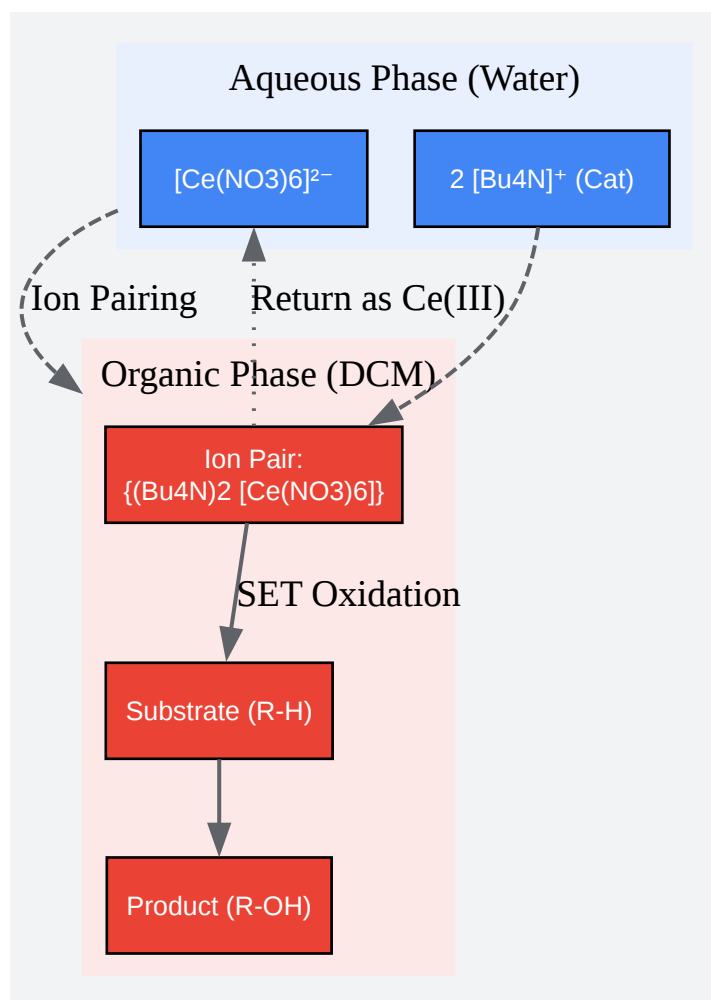 Aqueous Phase (Water)
[Ce(NO3)6]²⁻
2 [Bu4N]⁺ (Cat)
Ion Pairing
Return as Ce(III)
Organic Phase (DCM)
Ion Pair:
{(Bu4N)2 [Ce(NO3)6]}
SET Oxidation
Substrate (R-H)
Product (R-OH)